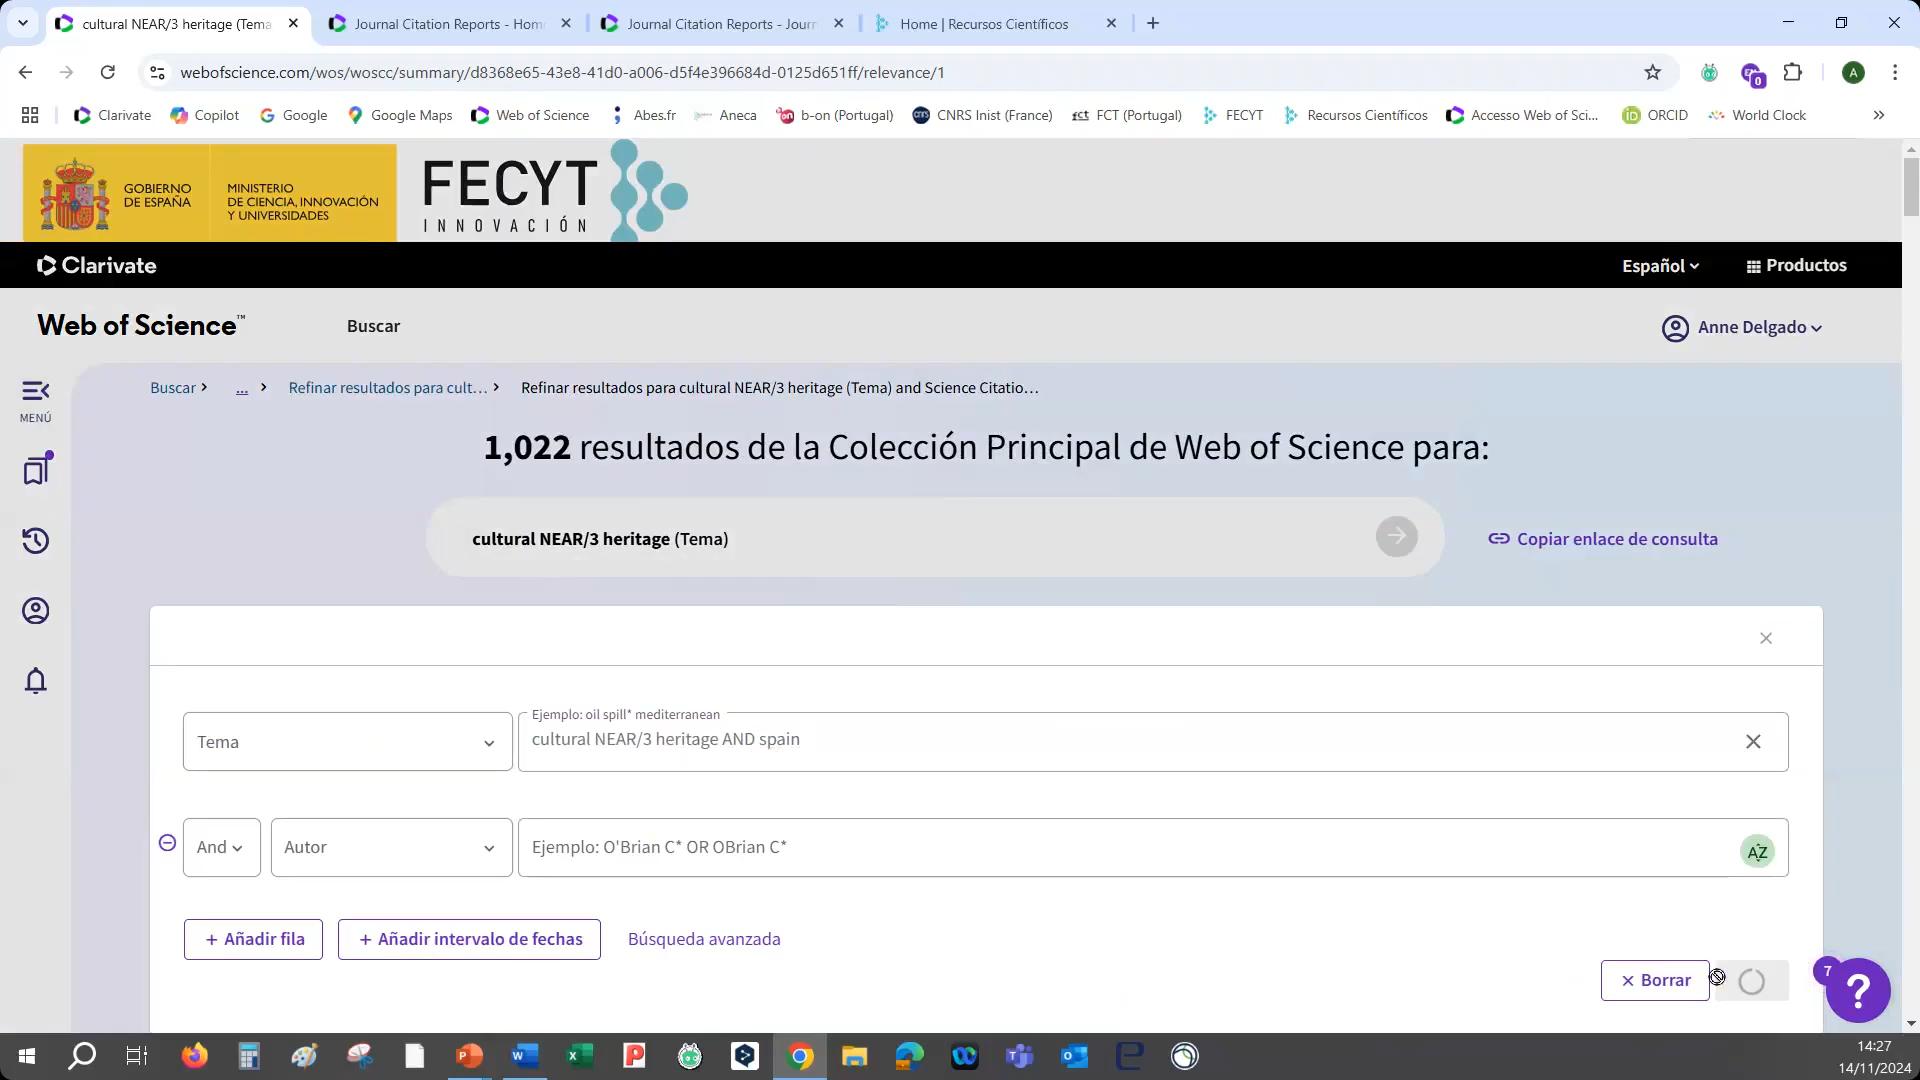 cultural NEAR/3 heritage (Tema
Journal Citation Reports - Hom
Journal Citation Reports - Jour
Home | Recursos Científicos
webofscience.com/wos/woscc/summary/d8368e65-43e8-41d0-a006-d5f4e396684d-0125d651ff/relevance/1
0
A
Clarivate
Copilot
Google
Google Maps
Web of Science
Abes.fr
Aneca
b-on (Portugal)
CNRS Inist (France)
FCT (Portugal)
FECYT
Recursos Científicos
Accesso Web of Sci...
ORCID
World Clock
GOBIERNO
DE ESPAÑA
MINISTERIO
DE CIENCIA, INNOVACIÓN
Y UNIVERSIDADES
FECYT
INNOVACIÓN
Clarivate
Español
Productos
Web of Science™
Buscar
Anne Delgado
MENÚ
Buscar
...
Refinar resultados para cult...
Refinar resultados para cultural NEAR/3 heritage (Tema) and Science Citatio...
1,022 resultados de la Colección Principal de Web of Science para:
cultural NEAR/3 heritage (Tema)
Copiar enlace de consulta
Tema
Ejemplo: oil spill* mediterranean
cultural NEAR/3 heritage AND spain
And
Autor
Ejemplo: O'Brian C* OR OBrian C*
AZ
+ Añadir fila
+ Añadir intervalo de fechas
Búsqueda avanzada
× Borrar
7
?
14:27
14/11/2024